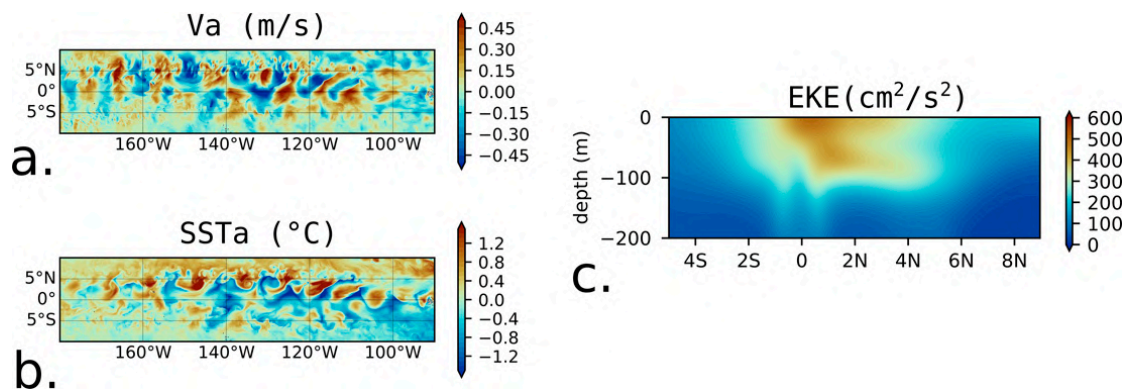 Va (m/s)
5°N
0°
5°S
160°W 140°W 120°W 100°W
0.45
0.30
0.15
0.00
−0.15
−0.30
−0.45
a.
SSTa (°C)
5°N
0°
5°S
160°W 140°W 120°W 100°W
1.2
0.8
0.4
0.0
−0.4
−0.8
−1.2
b.
EKE(cm²/s²)
depth (m)
0
−100
−200
4S 2S 0 2N 4N 6N 8N
600
500
400
300
200
100
0
c.